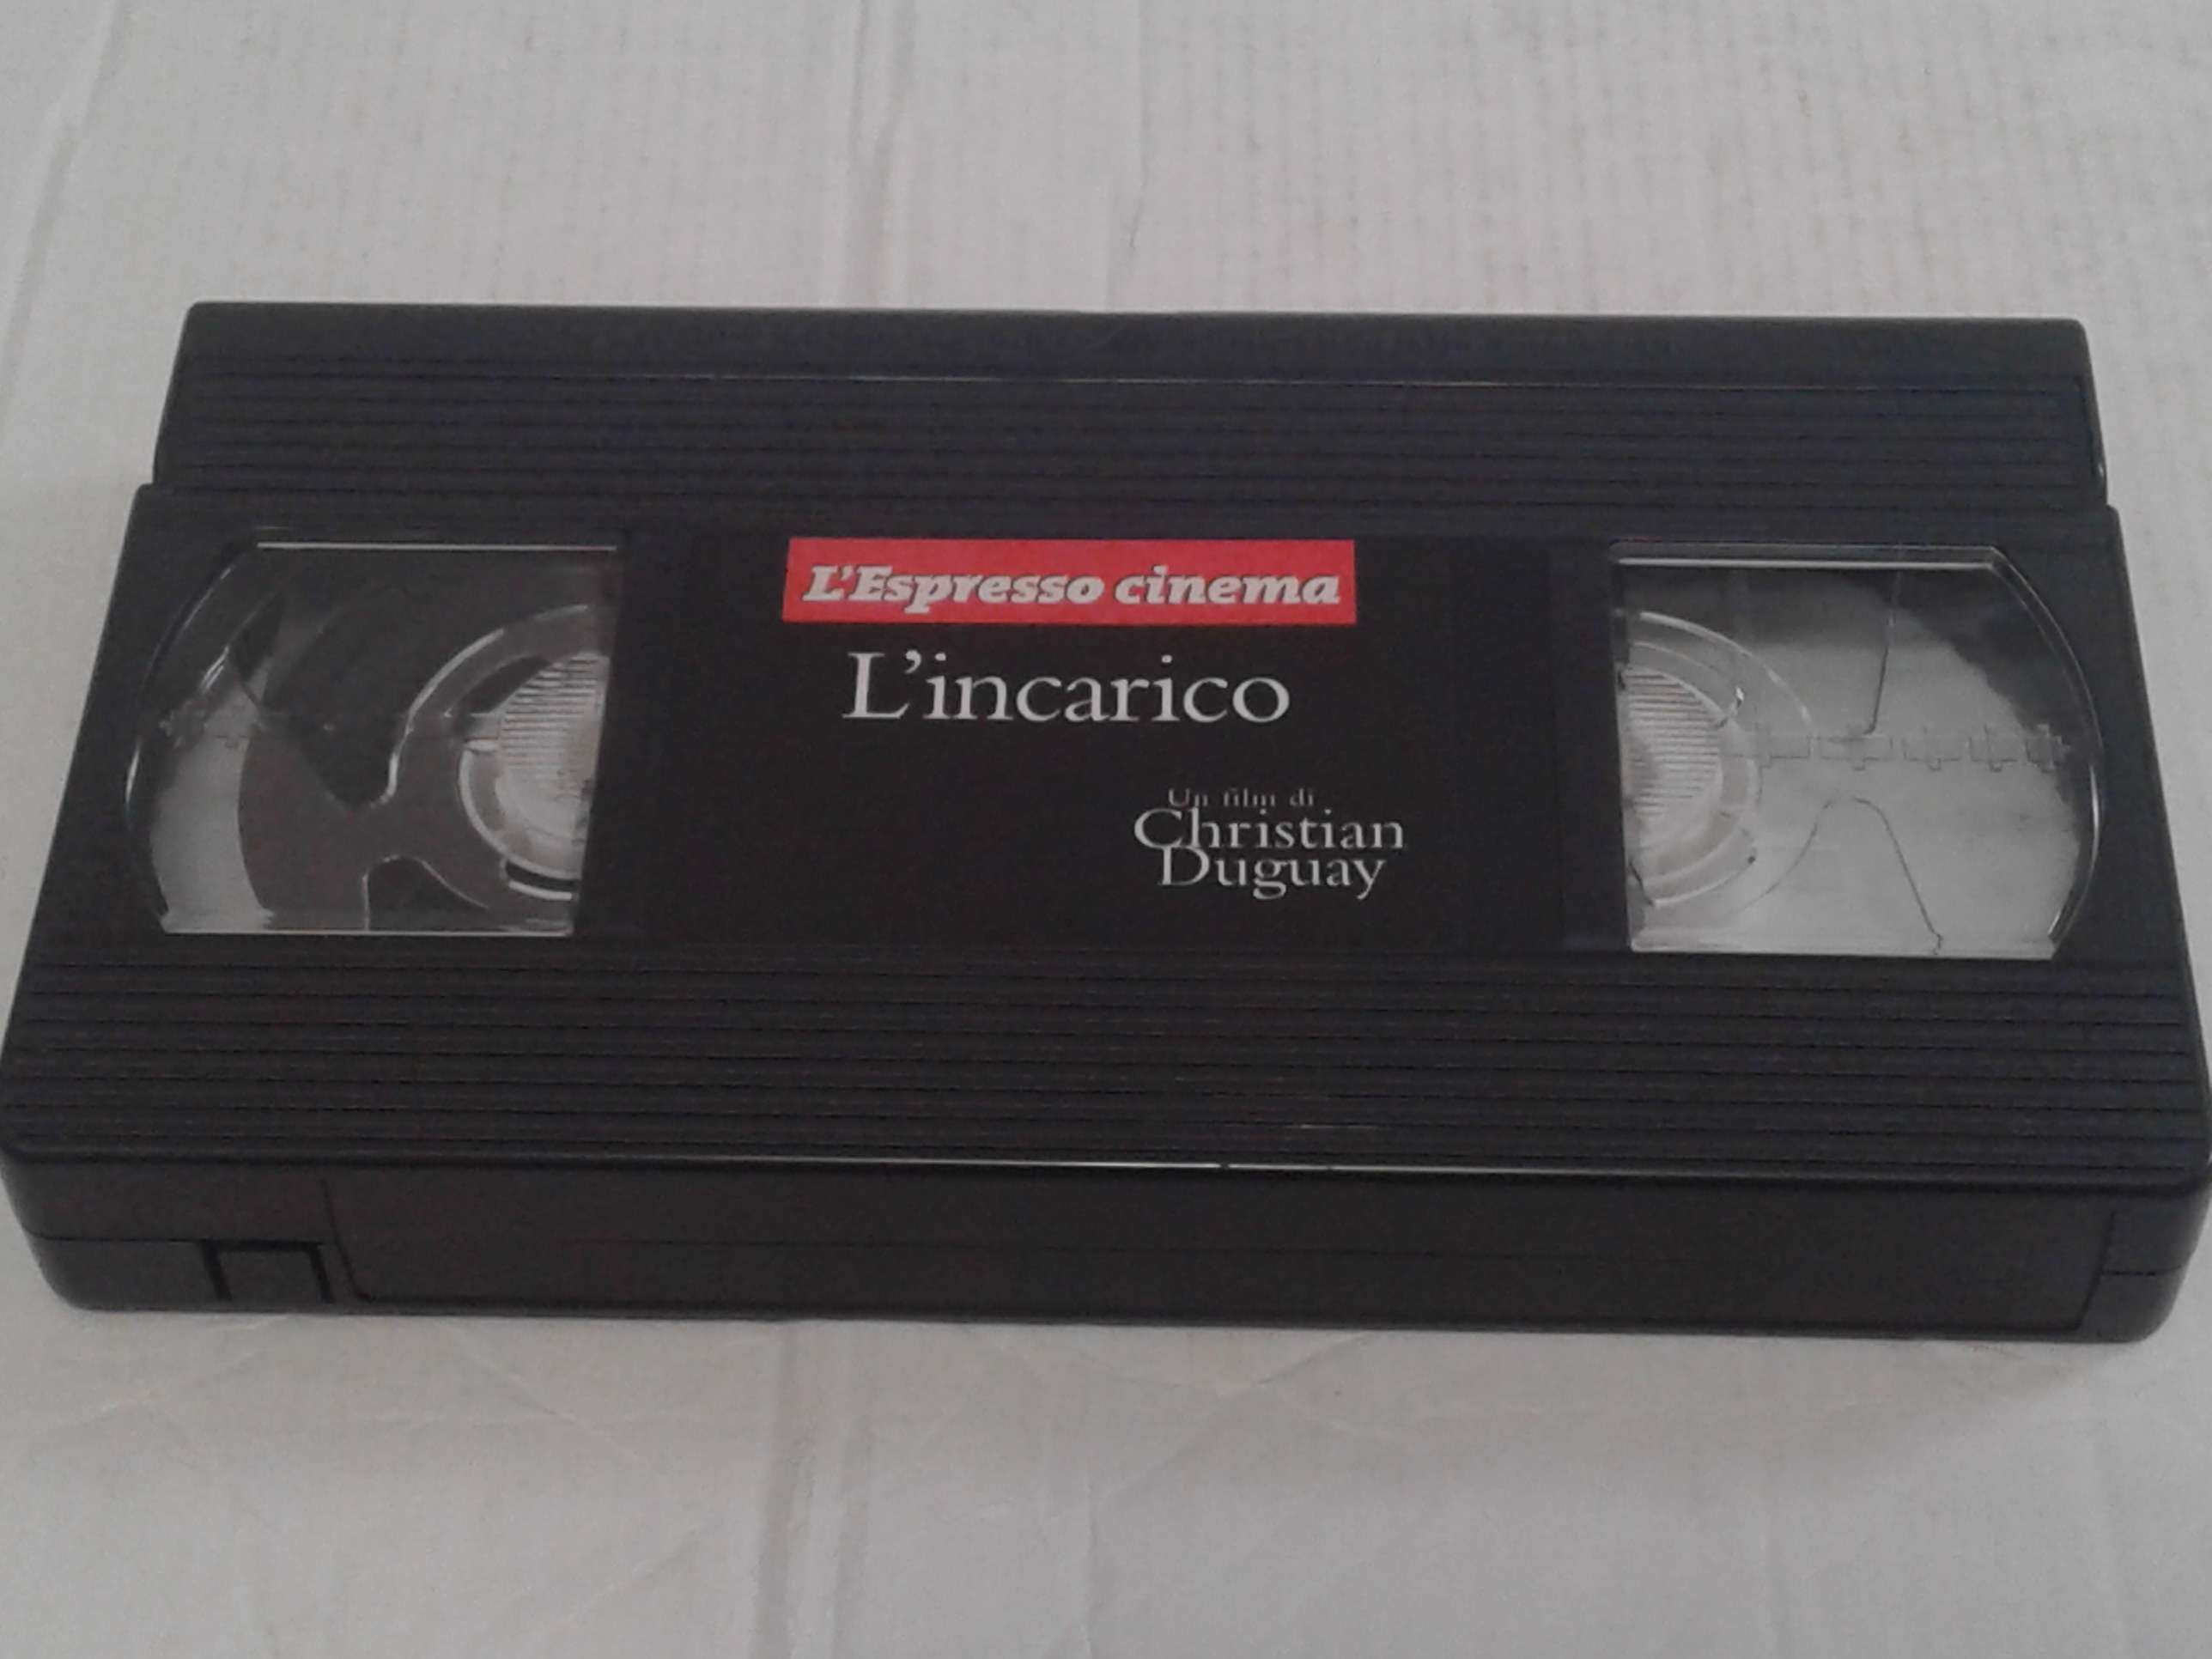 L'Espresso cinema
L'incarico
Un film di
Christian
Duguay